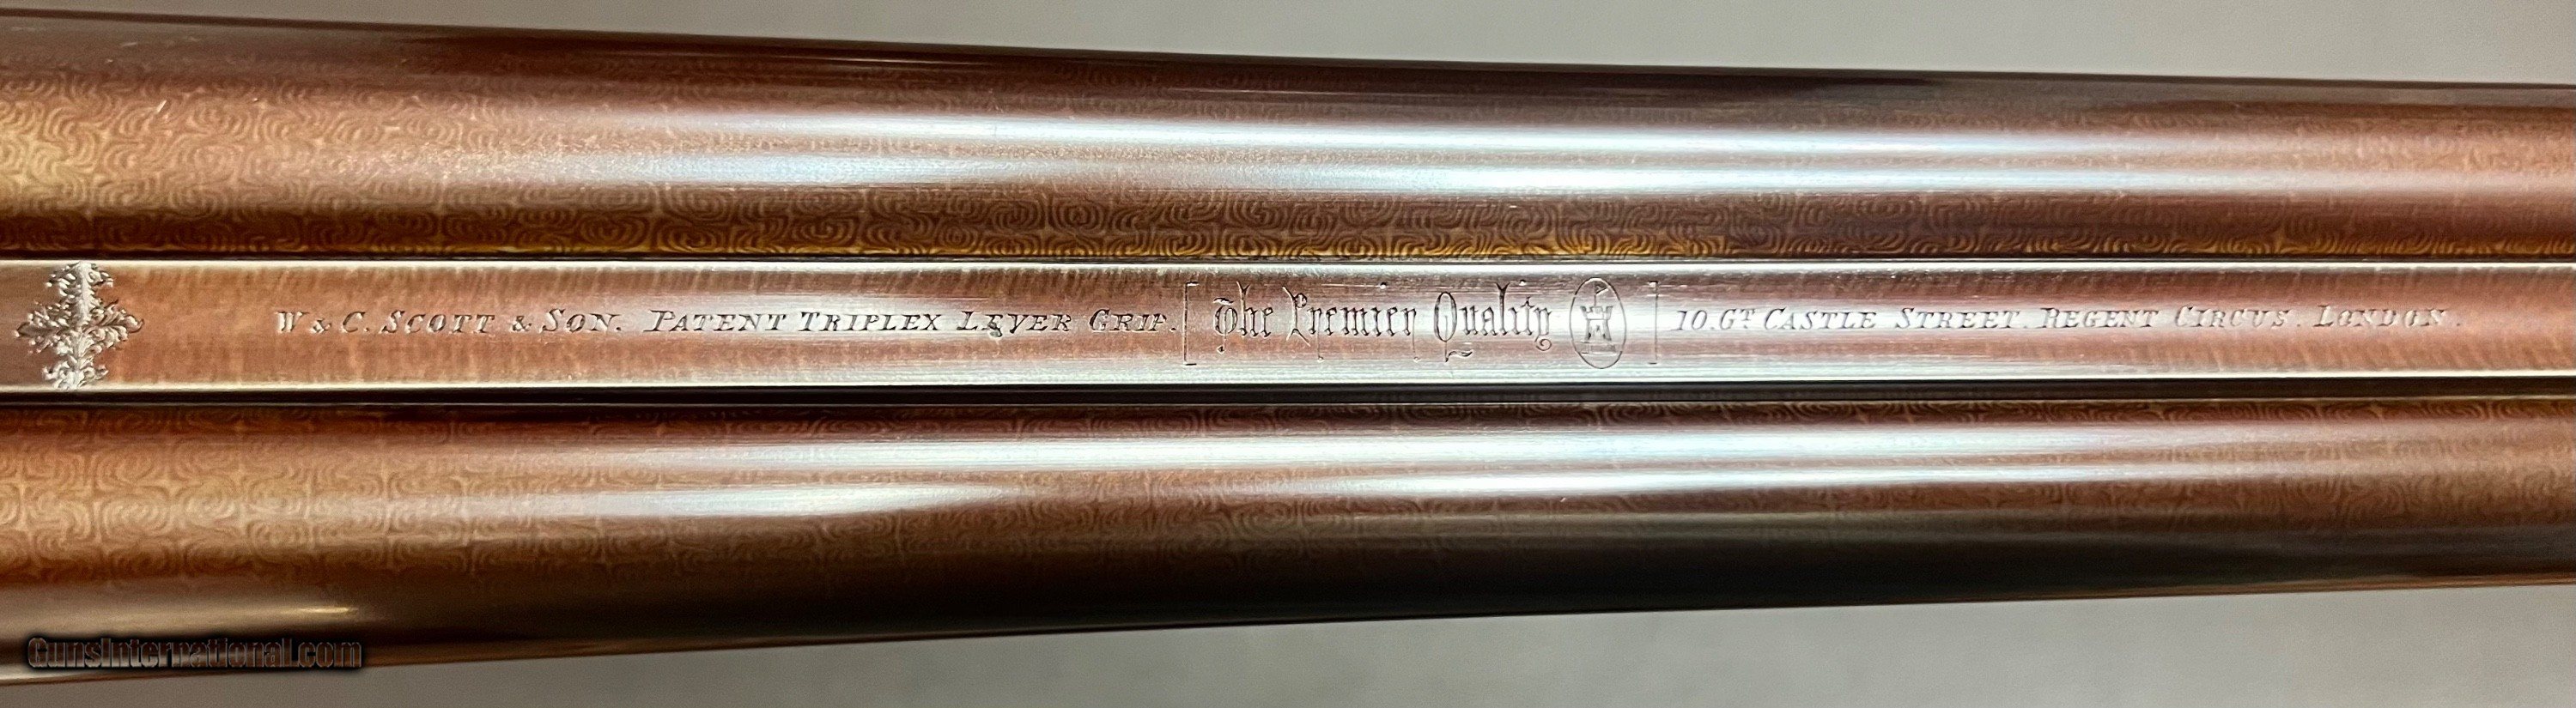 W & C. SCOTT & SON. PATENT TRIPLEX LEVER GRIP. [The Premier Quality] 10. GT CASTLE STREET. REGENT CIRCUS. LONDON.
GunsInternational.com